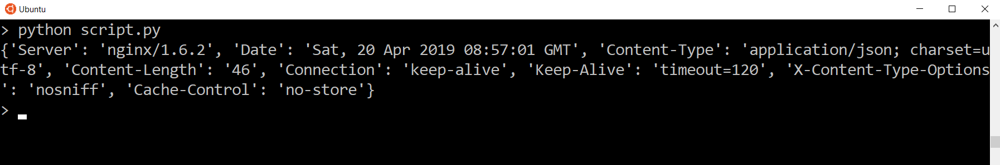 Ubuntu
> python script.py
{'Server': 'nginx/1.6.2', 'Date': 'Sat, 20 Apr 2019 08:57:01 GMT', 'Content-Type': 'application/json; charset=u
tf-8', 'Content-Length': '46', 'Connection': 'keep-alive', 'Keep-Alive': 'timeout=120', 'X-Content-Type-Options
': 'nosniff', 'Cache-Control': 'no-store'}
>